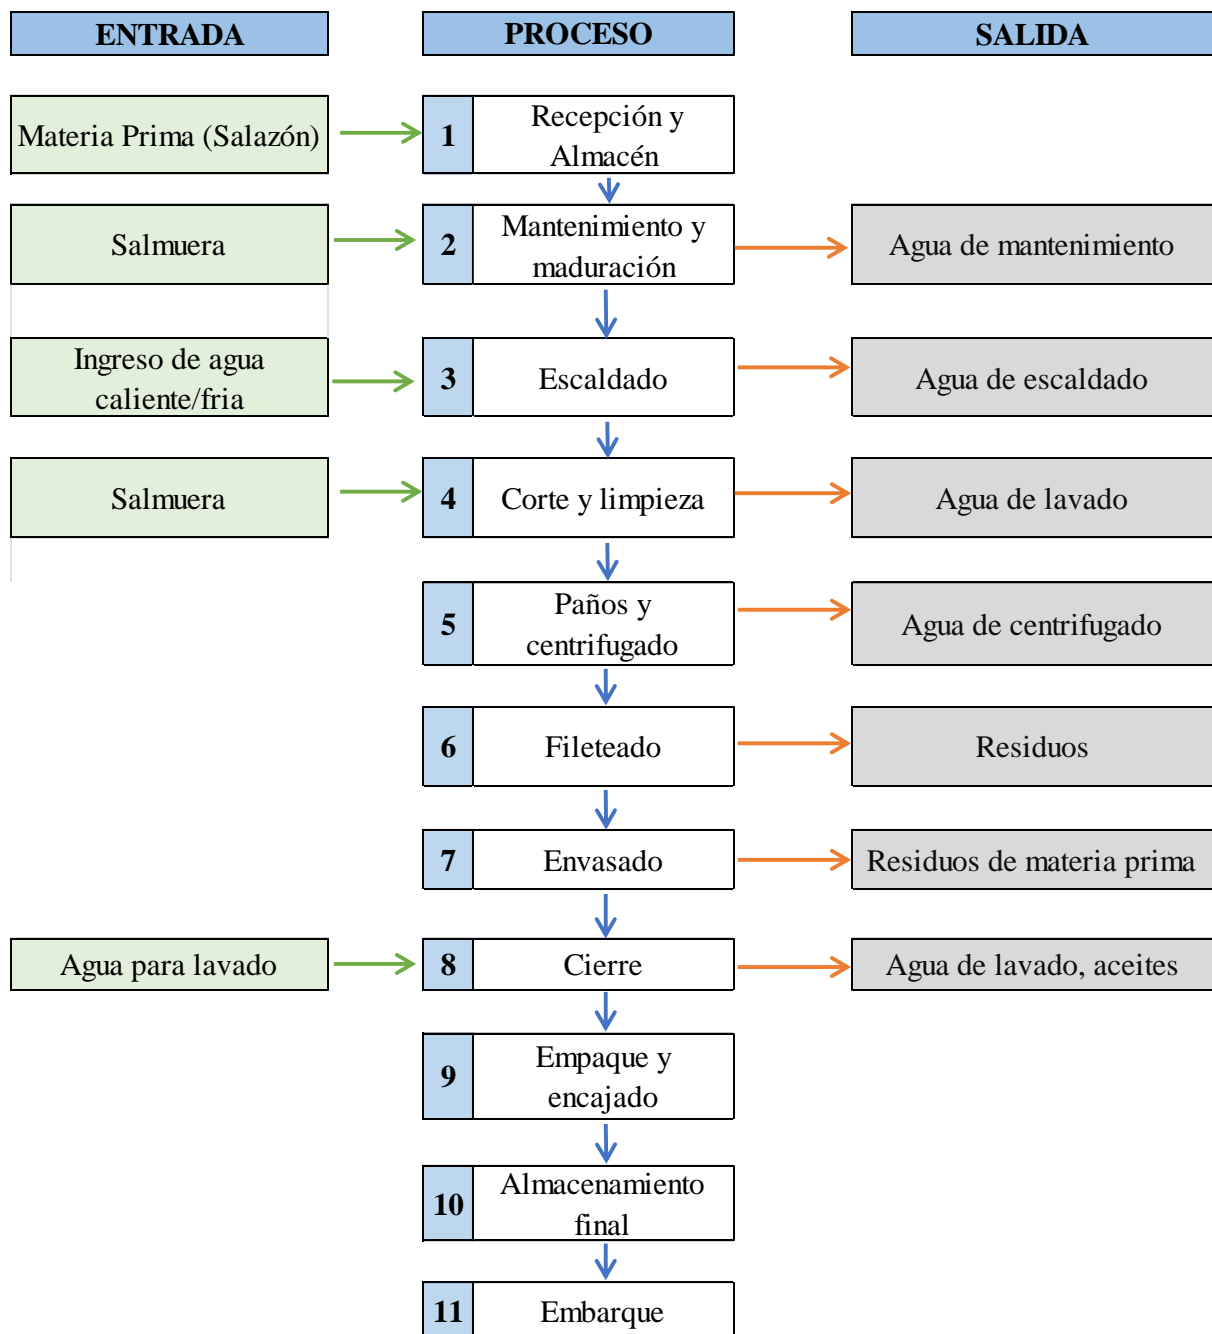 ENTRADA
PROCESO
SALIDA
Materia Prima (Salazón)
1
Recepción y
Almacén
Salmuera
2
Mantenimiento y
maduración
Agua de mantenimiento
Ingreso de agua
caliente/fria
3
Escaldado
Agua de escaldado
Salmuera
4
Corte y limpieza
Agua de lavado
5
Paños y
centrifugado
Agua de centrifugado
6
Fileteado
Residuos
7
Envasado
Residuos de materia prima
Agua para lavado
8
Cierre
Agua de lavado, aceites
9
Empaque y
encajado
10
Almacenamiento
final
11
Embarque